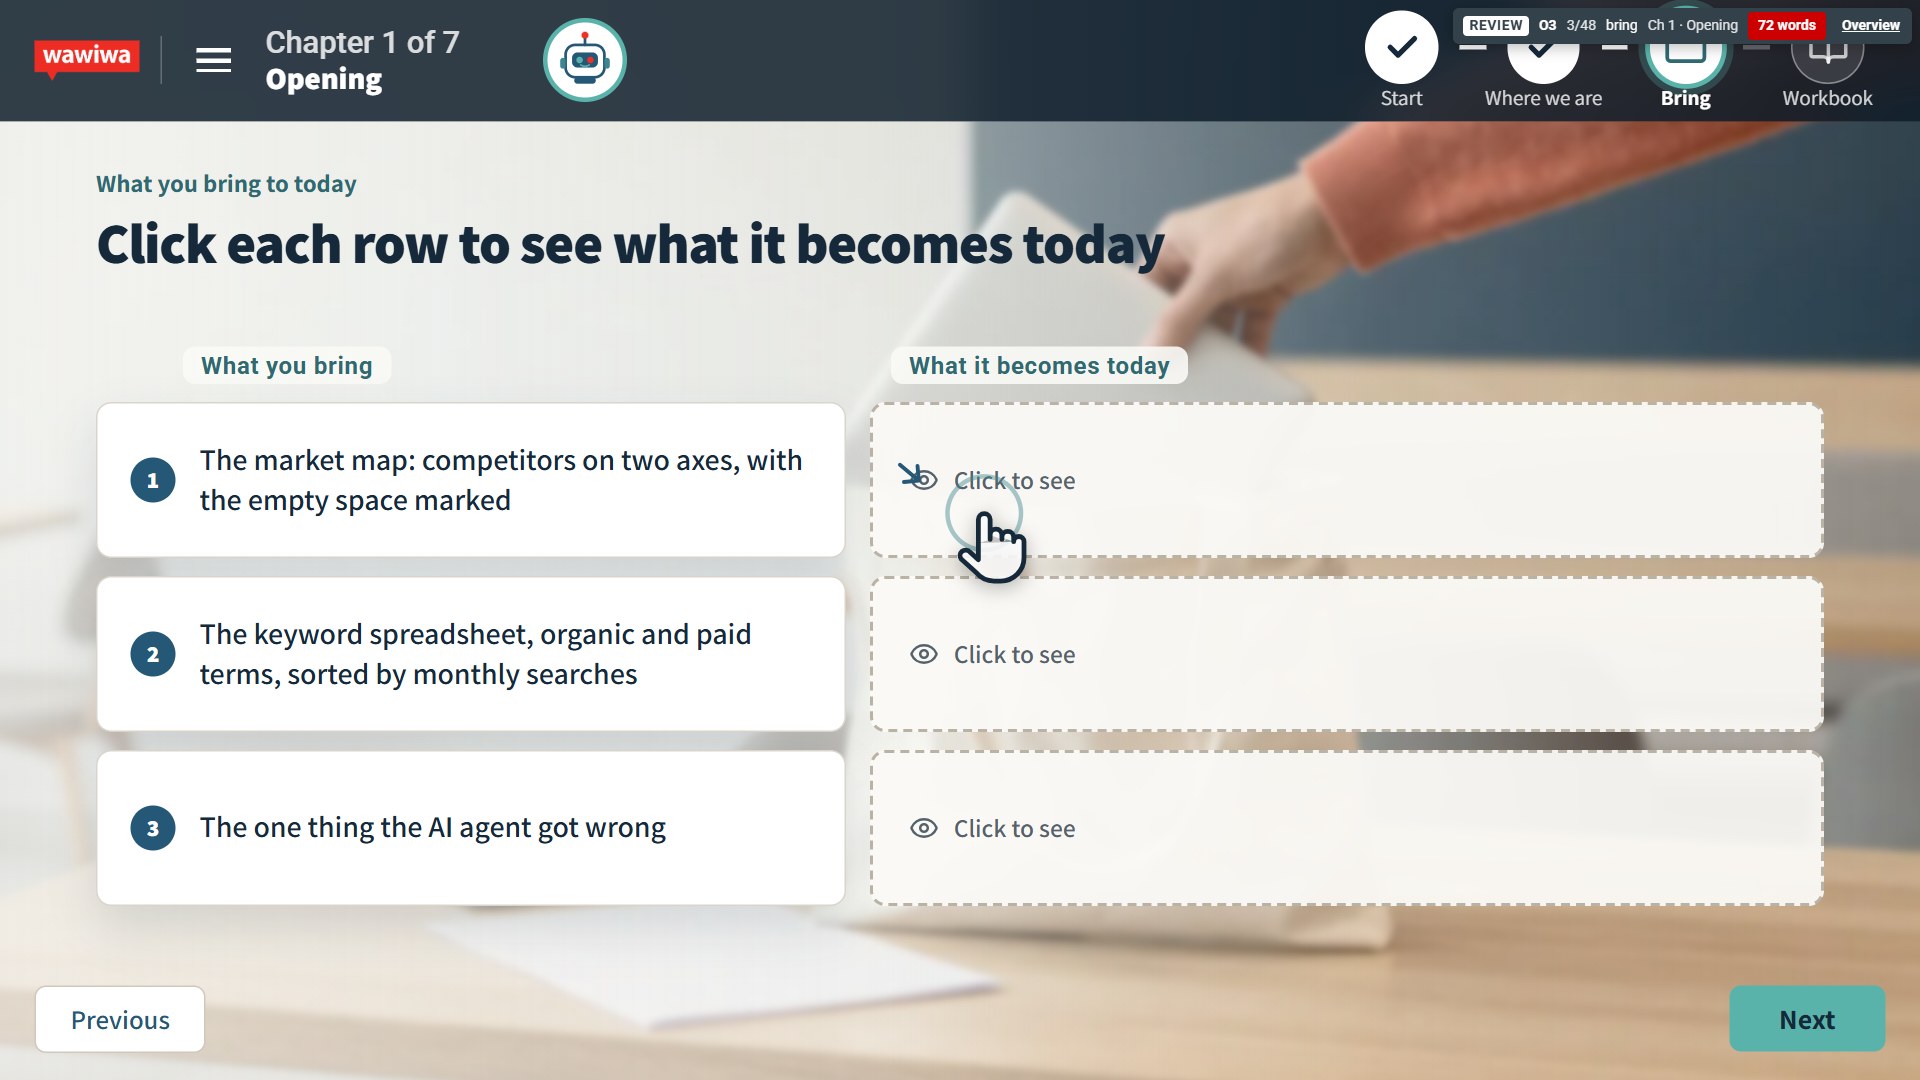 wawiwa
Chapter 1 of 7
Opening
REVIEW O3 3/48 bring Ch 1 · Opening 72 words Overview
Start
Where we are
Bring
Workbook
What you bring to today
Click each row to see what it becomes today
What you bring
What it becomes today
1 The market map: competitors on two axes, with
the empty space marked
Click to see
2 The keyword spreadsheet, organic and paid
terms, sorted by monthly searches
Click to see
3 The one thing the AI agent got wrong
Click to see
Previous
Next